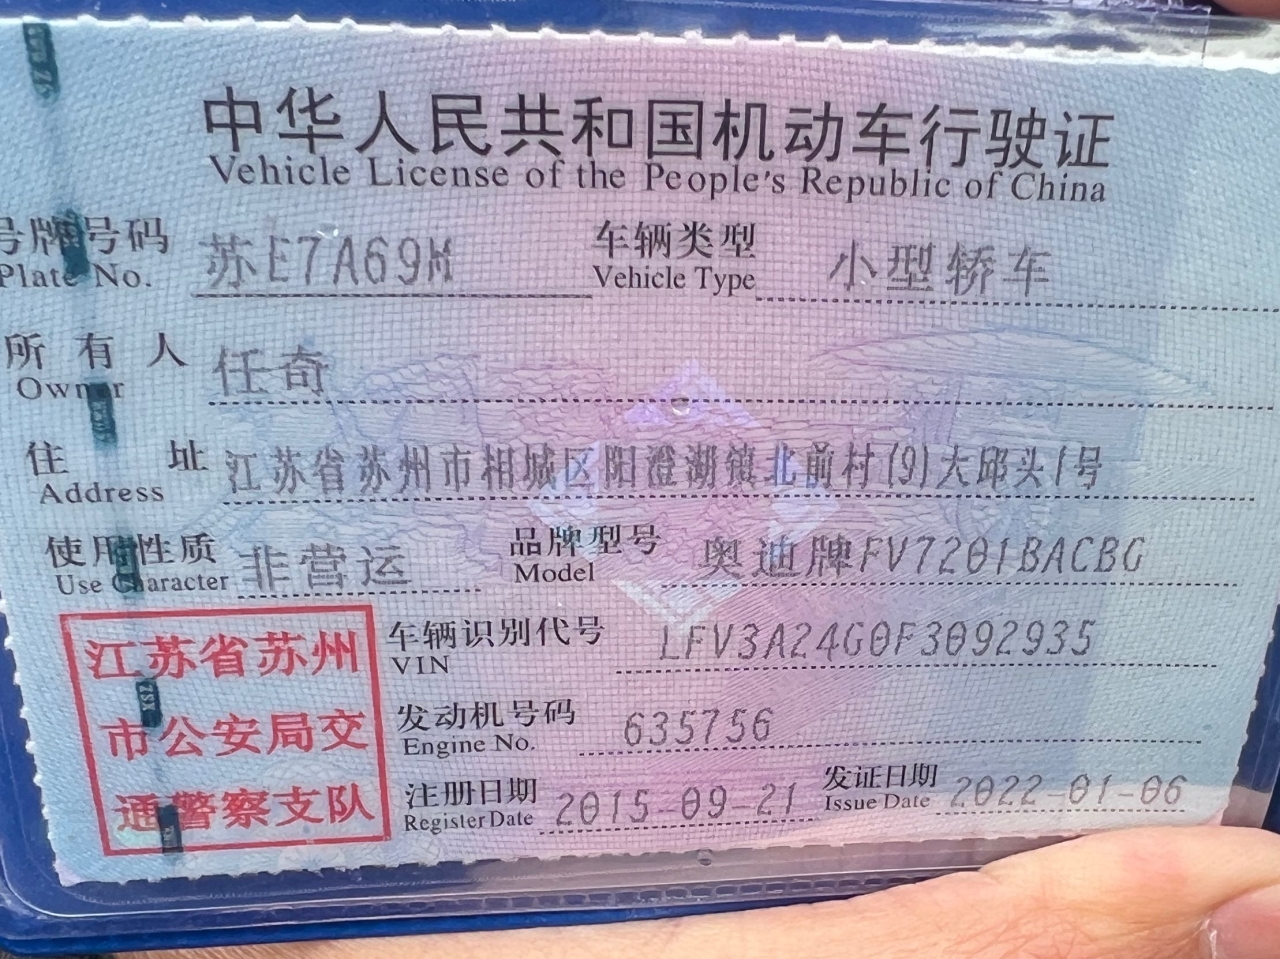 中华人民共和国机动车行驶证
Vehicle License of the People's Republic of China
号牌号码 苏E7A69M 车辆类型 小型轿车
Plate No. Vehicle Type
所有人 任奇
Owner
住址 江苏省苏州市相城区阳澄湖镇北前村(9)大邱头1号
Address
使用性质 非营运 品牌型号 奥迪牌FV7201BACBG
Use Character Model
江苏省苏州
市公安局交
通警察支队
车辆识别代号 LFV3A24G0F3092935
VIN
发动机号码 635756
Engine No.
注册日期 2015-09-21 发证日期 2022-01-06
Register Date Issue Date